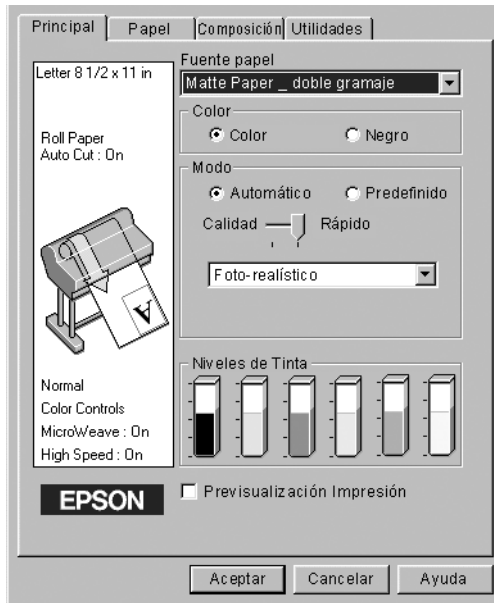 Principal Papel Composición Utilidades
Letter 8 1/2 x 11 in
Roll Paper
Auto Cut : On
A
Normal
Color Controls
MicroWeave : On
High Speed : On
EPSON
Fuente papel
Matte Paper _ doble gramaje
Color
Color Negro
Modo
Automático Predefinido
Calidad Rápido
Foto-realístico
Niveles de Tinta
Previsualización Impresión
Aceptar Cancelar Ayuda